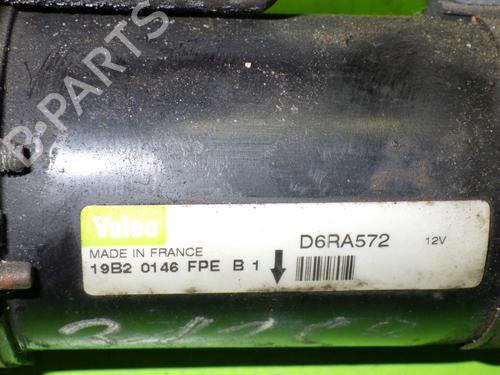 B-PARTS
Valeo
D6RA572 12V
MADE IN FRANCE
19B2 0146 FPE B 1